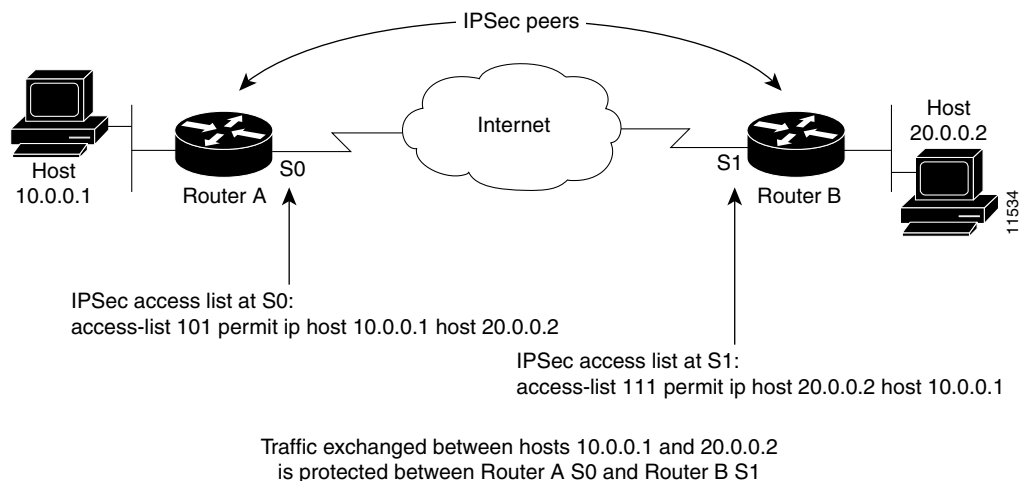 IPSec peers
Internet
Host
10.0.0.1
Router A
S0
S1
Router B
Host
20.0.0.2
11534
IPSec access list at S0:
access-list 101 permit ip host 10.0.0.1 host 20.0.0.2
IPSec access list at S1:
access-list 111 permit ip host 20.0.0.2 host 10.0.0.1
Traffic exchanged between hosts 10.0.0.1 and 20.0.0.2
is protected between Router A S0 and Router B S1